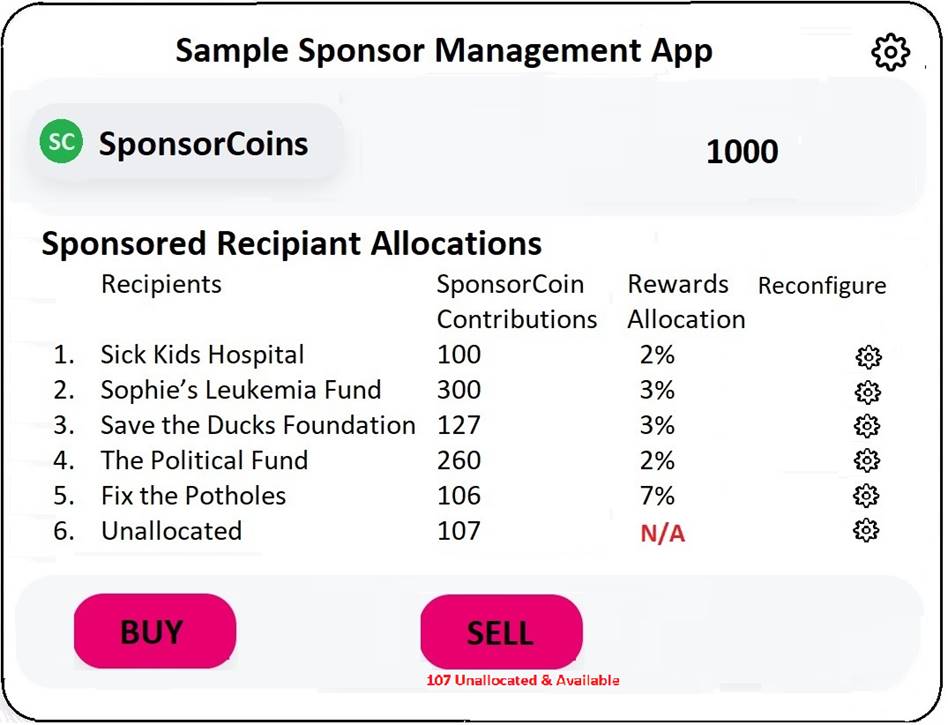 Sample Sponsor Management App
SC SponsorCoins 1000
Sponsored Recipiant Allocations
Recipients SponsorCoin Rewards Reconfigure
Contributions Allocation
1. Sick Kids Hospital 100 2%
2. Sophie’s Leukemia Fund 300 3%
3. Save the Ducks Foundation 127 3%
4. The Political Fund 260 2%
5. Fix the Potholes 106 7%
6. Unallocated 107 N/A
BUY SELL
107 Unallocated & Available